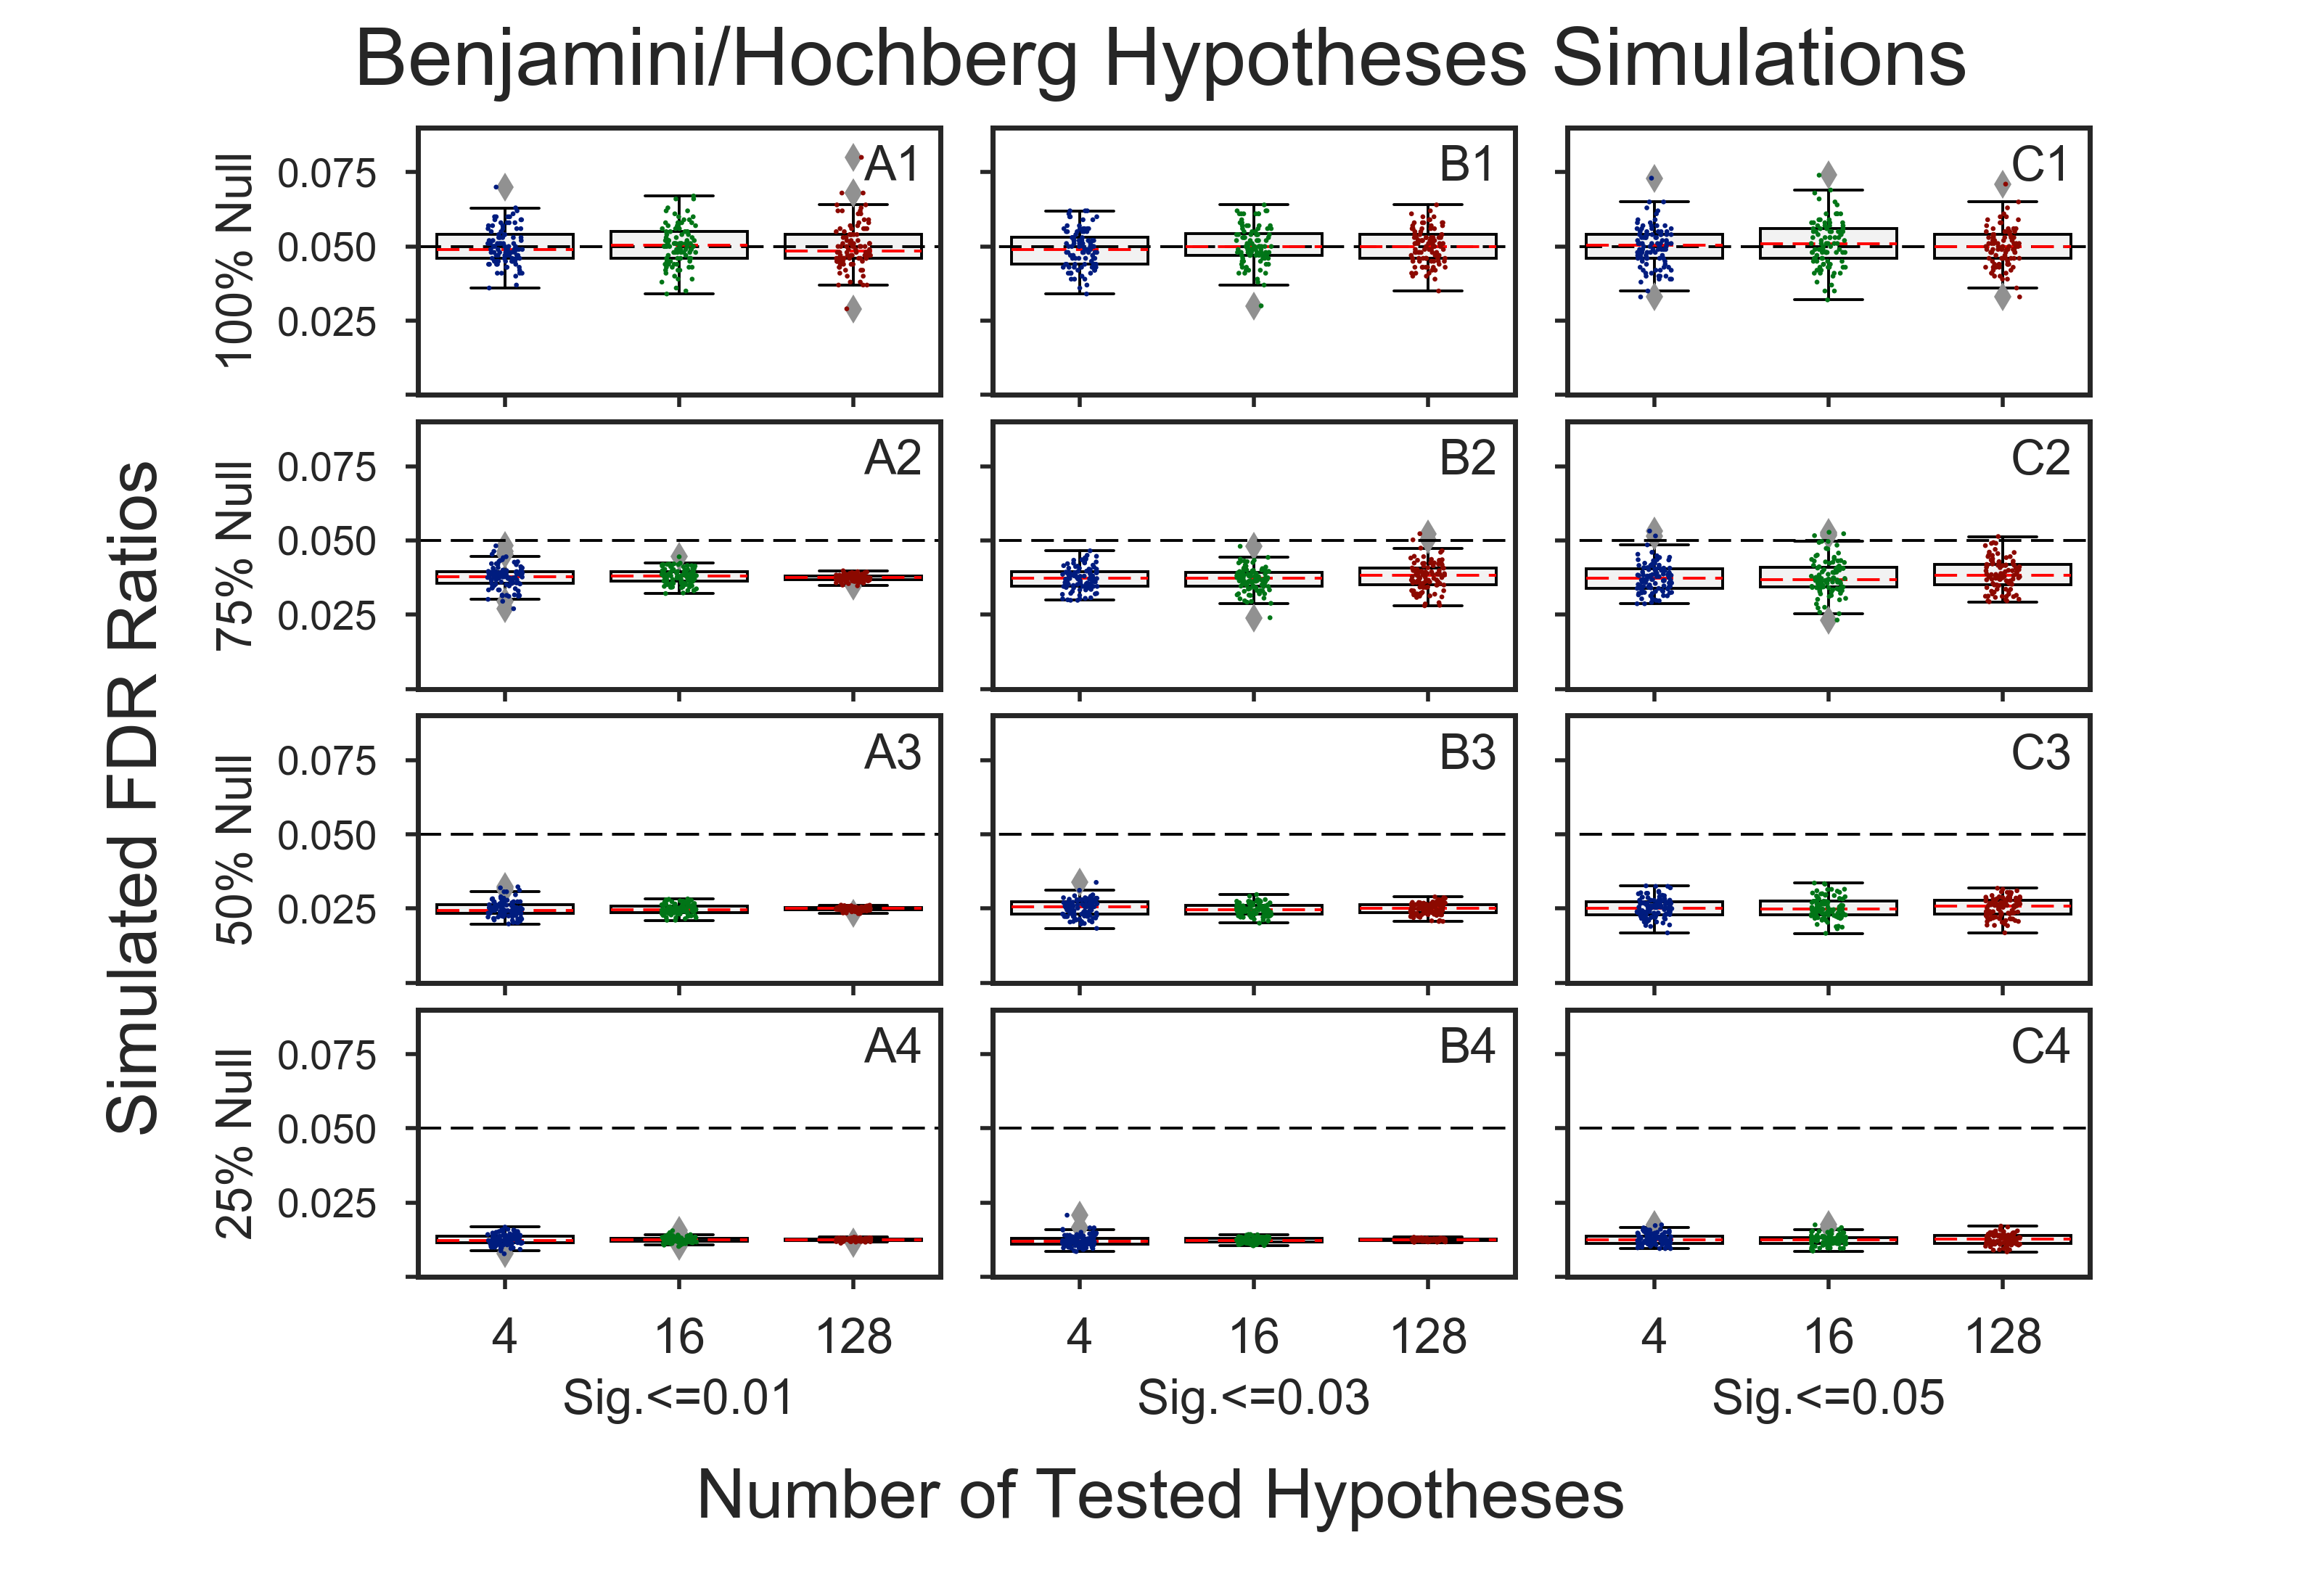 Benjamini/Hochberg Hypotheses Simulations
Simulated FDR Ratios
100% Null
0.075
0.050
0.025
A1
B1
C1
75% Null
0.075
0.050
0.025
A2
B2
C2
50% Null
0.075
0.050
0.025
A3
B3
C3
25% Null
0.075
0.050
0.025
A4
B4
C4
4 16 128
4 16 128
4 16 128
Sig.<=0.01
Sig.<=0.03
Sig.<=0.05
Number of Tested Hypotheses